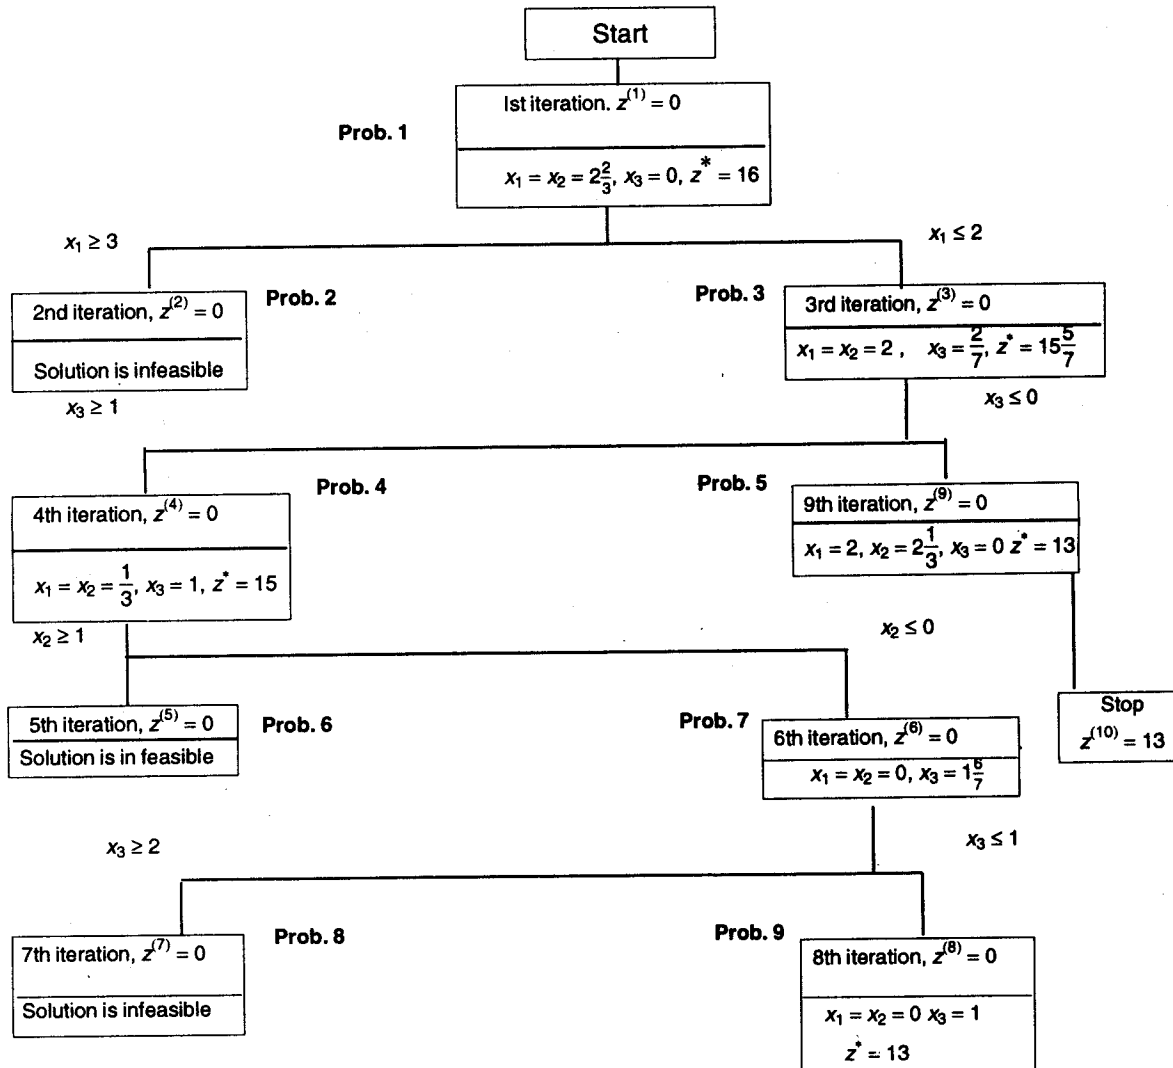 Start
Ist iteration. z^(1) = 0
Prob. 1
x₁ = x₂ = 2 2/3, x₃ = 0, z* = 16
x₁ ≥ 3
x₁ ≤ 2
Prob. 2
Prob. 3
2nd iteration, z^(2) = 0
3rd iteration, z^(3) = 0
Solution is infeasible
x₁ = x₂ = 2 , x₃ = 2/7, z* = 15 5/7
x₃ ≥ 1
x₃ ≤ 0
Prob. 4
Prob. 5
4th iteration, z^(4) = 0
9th iteration, z^(9) = 0
x₁ = x₂ = 1/3, x₃ = 1, z* = 15
x₁ = 2, x₂ = 2 1/3, x₃ = 0 z* = 13
x₂ ≥ 1
x₂ ≤ 0
5th iteration, z^(5) = 0
Prob. 6
Prob. 7
Stop
z^(10) = 13
Solution is in feasible
6th iteration, z^(6) = 0
x₁ = x₂ = 0, x₃ = 1 6/7
x₃ ≥ 2
x₃ ≤ 1
Prob. 8
Prob. 9
7th iteration, z^(7) = 0
8th iteration, z^(8) = 0
Solution is infeasible
x₁ = x₂ = 0 x₃ = 1
z* = 13